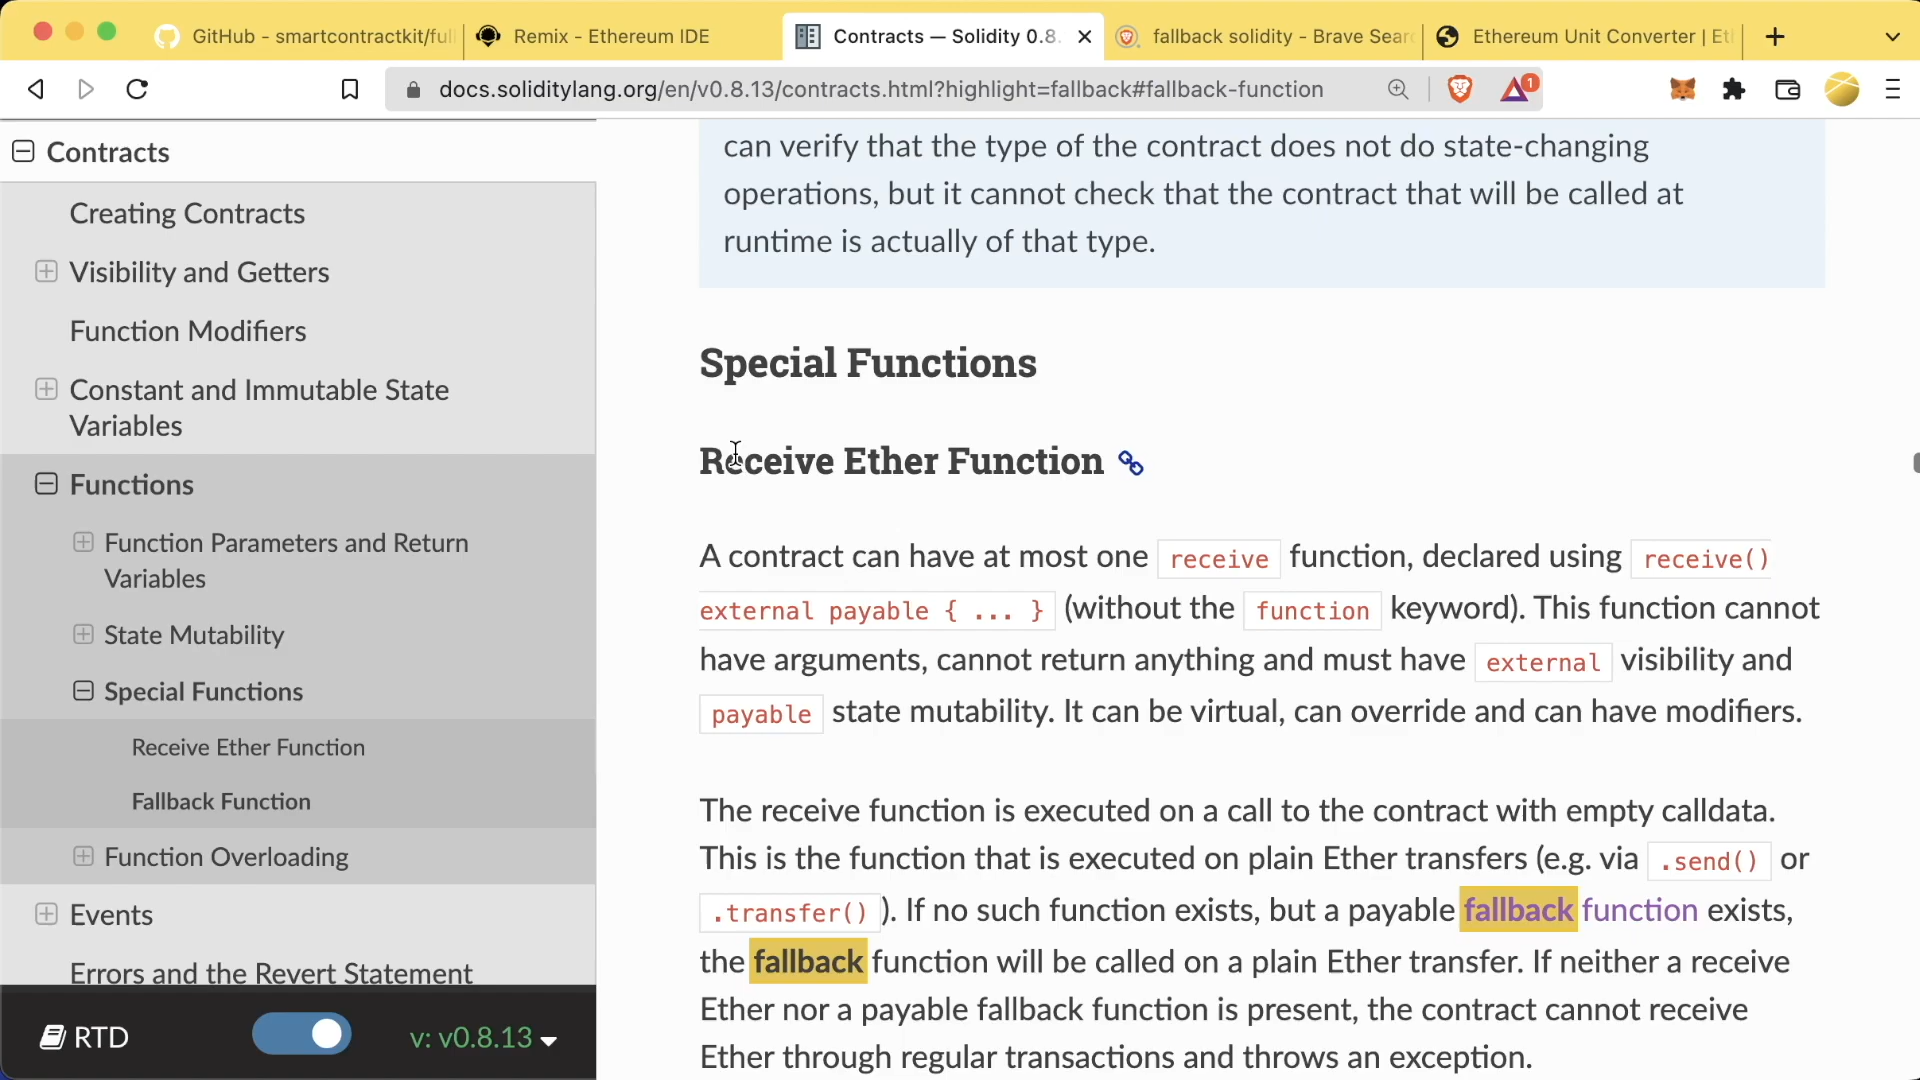 GitHub - smartcontractkit/full
Remix - Ethereum IDE
Contracts — Solidity 0.8.
fallback solidity - Brave Sear
Ethereum Unit Converter | Et
docs.soliditylang.org/en/v0.8.13/contracts.html?highlight=fallback#fallback-function
1
Contracts
Creating Contracts
Visibility and Getters
Function Modifiers
Constant and Immutable State
Variables
Functions
Function Parameters and Return
Variables
State Mutability
Special Functions
Receive Ether Function
Fallback Function
Function Overloading
Events
Errors and the Revert Statement
RTD
v: v0.8.13
can verify that the type of the contract does not do state-changing
operations, but it cannot check that the contract that will be called at
runtime is actually of that type.
Special Functions
Receive Ether Function
A contract can have at most one receive function, declared using receive()
external payable { ... } (without the function keyword). This function cannot
have arguments, cannot return anything and must have external visibility and
payable state mutability. It can be virtual, can override and can have modifiers.
The receive function is executed on a call to the contract with empty calldata.
This is the function that is executed on plain Ether transfers (e.g. via .send() or
.transfer() ). If no such function exists, but a payable fallback function exists,
the fallback function will be called on a plain Ether transfer. If neither a receive
Ether nor a payable fallback function is present, the contract cannot receive
Ether through regular transactions and throws an exception.